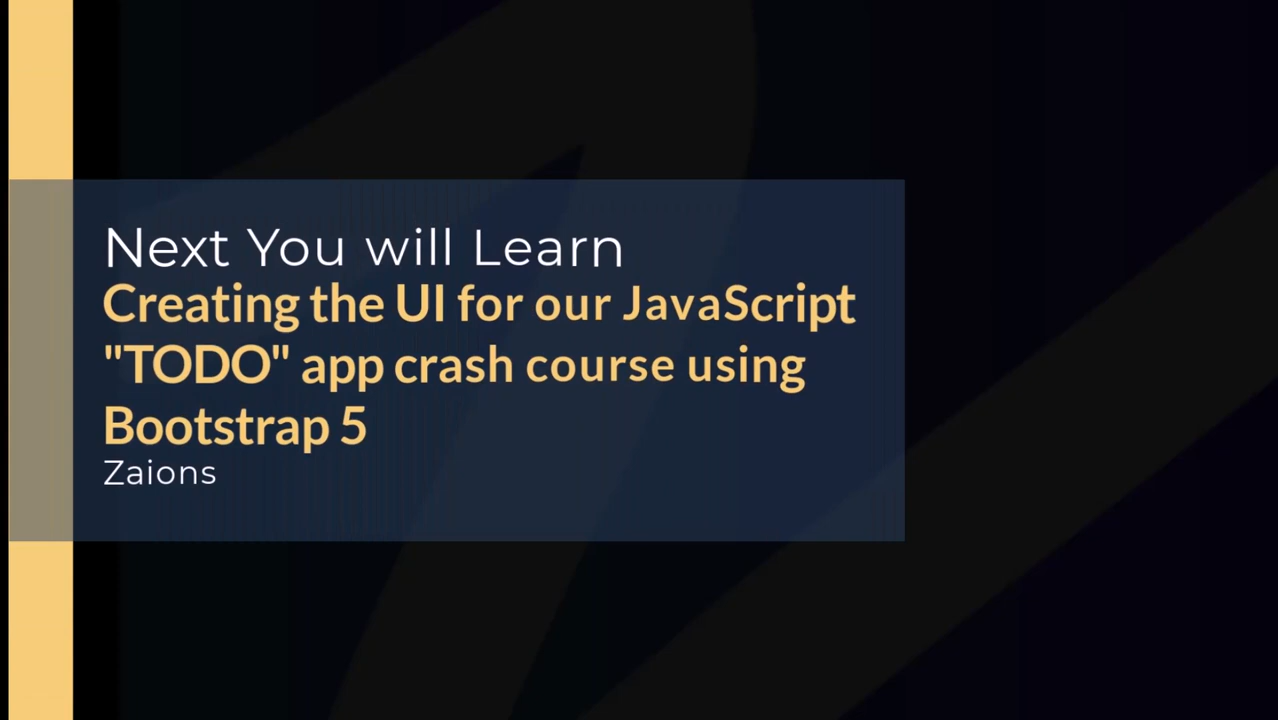 Next You will Learn
Creating the UI for our JavaScript
"TODO" app crash course using
Bootstrap 5
Zaions